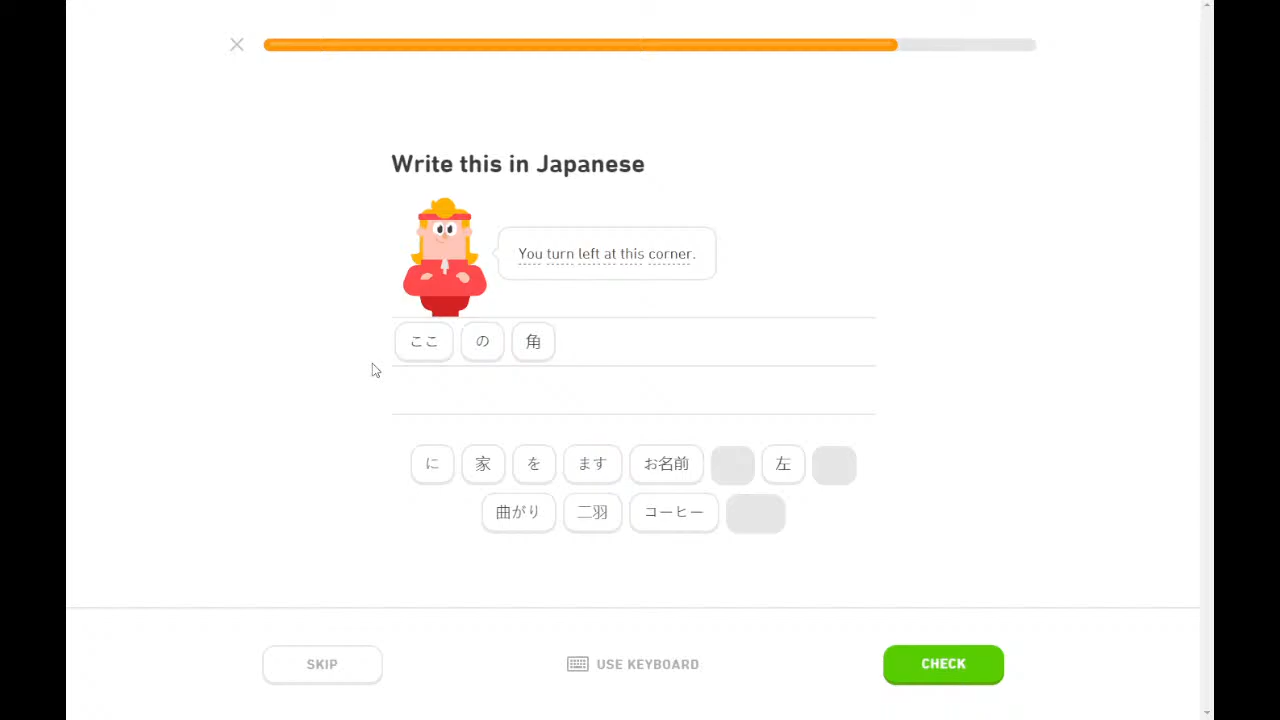 Write this in Japanese
You turn left at this corner.
ここ の 角
に 家 を ます お名前 左
曲がり 二羽 コーヒー
SKIP USE KEYBOARD CHECK